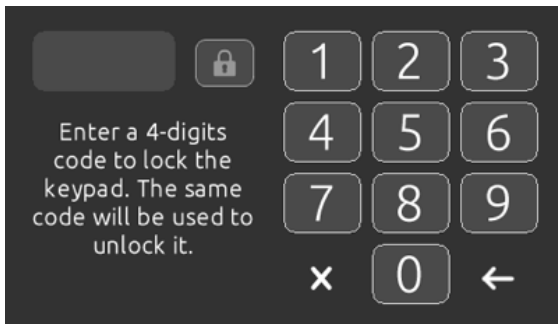 Enter a 4-digits
code to lock the
keypad. The same
code will be used to
unlock it.
1 2 3
4 5 6
7 8 9
0